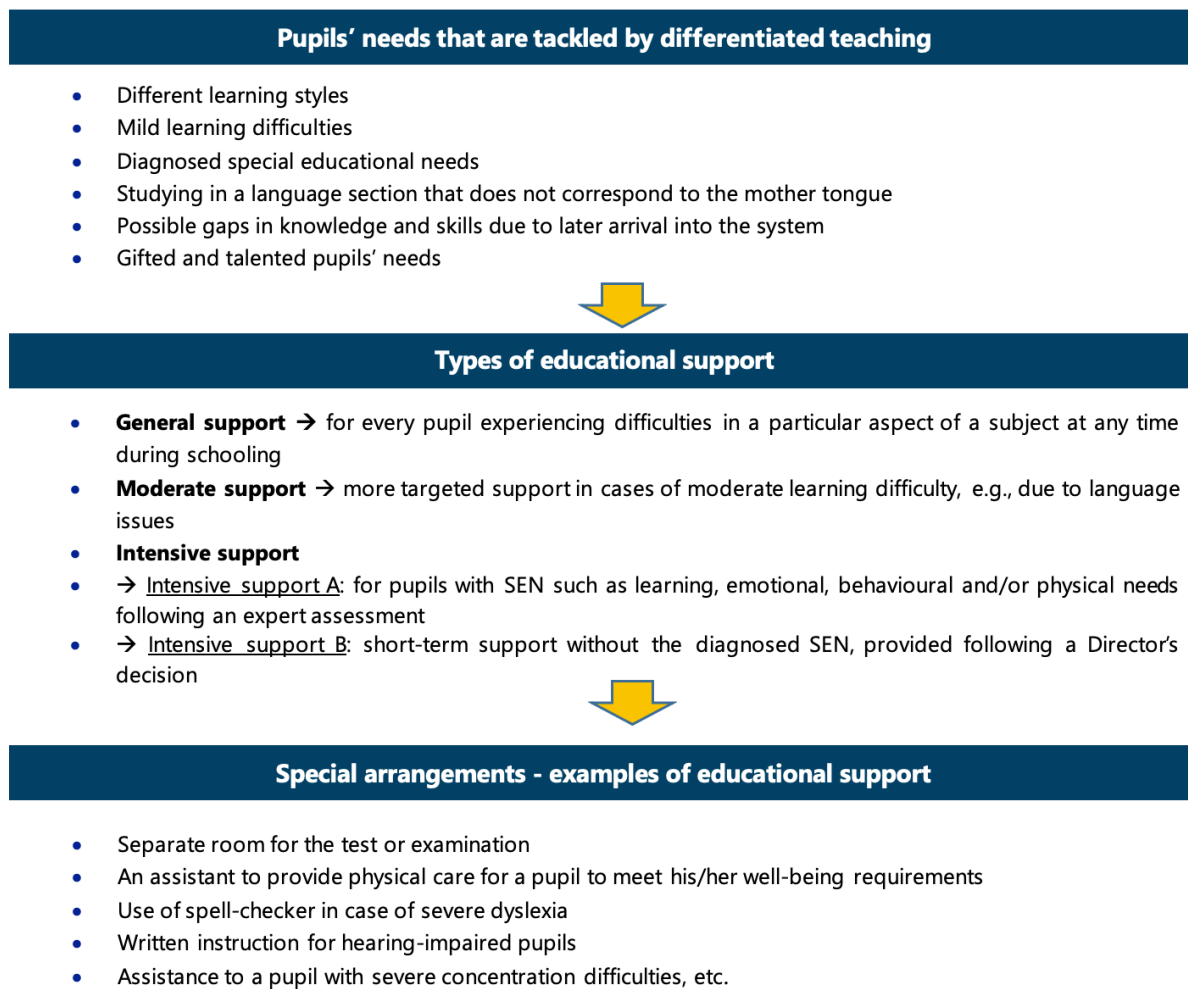 Pupils’ needs that are tackled by differentiated teaching
• Different learning styles
• Mild learning difficulties
• Diagnosed special educational needs
• Studying in a language section that does not correspond to the mother tongue
• Possible gaps in knowledge and skills due to later arrival into the system
• Gifted and talented pupils’ needs
Types of educational support
• General support → for every pupil experiencing difficulties in a particular aspect of a subject at any time
during schooling
• Moderate support → more targeted support in cases of moderate learning difficulty, e.g., due to language
issues
• Intensive support
• → Intensive support A: for pupils with SEN such as learning, emotional, behavioural and/or physical needs
following an expert assessment
• → Intensive support B: short-term support without the diagnosed SEN, provided following a Director’s
decision
Special arrangements - examples of educational support
• Separate room for the test or examination
• An assistant to provide physical care for a pupil to meet his/her well-being requirements
• Use of spell-checker in case of severe dyslexia
• Written instruction for hearing-impaired pupils
• Assistance to a pupil with severe concentration difficulties, etc.